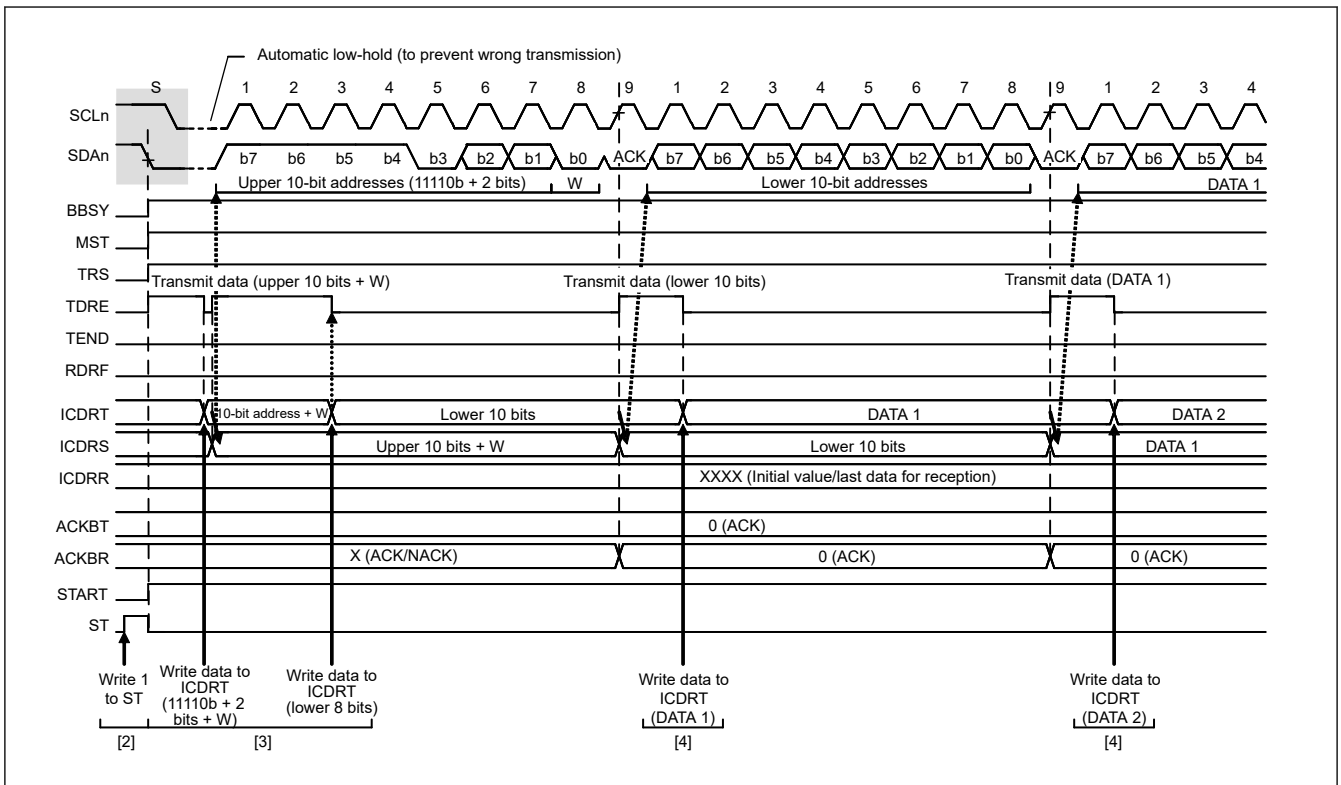 Automatic low-hold (to prevent wrong transmission)
S 1 2 3 4 5 6 7 8 9 1 2 3 4 5 6 7 8 9 1 2 3 4
SCLn
SDAn b7 b6 b5 b4 b3 b2 b1 b0 ACK b7 b6 b5 b4 b3 b2 b1 b0 ACK b7 b6 b5 b4
Upper 10-bit addresses (11110b + 2 bits) W Lower 10-bit addresses DATA 1
BBSY
MST
TRS
Transmit data (upper 10 bits + W) Transmit data (lower 10 bits) Transmit data (DATA 1)
TDRE
TEND
RDRF
ICDRT 10-bit address + W Lower 10 bits DATA 1 DATA 2
ICDRS Upper 10 bits + W Lower 10 bits DATA 1
ICDRR XXXX (Initial value/last data for reception)
ACKBT 0 (ACK)
ACKBR X (ACK/NACK) 0 (ACK) 0 (ACK)
START
ST
Write 1
to ST
Write data to
ICDRT
(11110b + 2
bits + W)
Write data to
ICDRT
(lower 8 bits)
Write data to
ICDRT
(DATA 1)
Write data to
ICDRT
(DATA 2)
[2] [3] [4] [4]